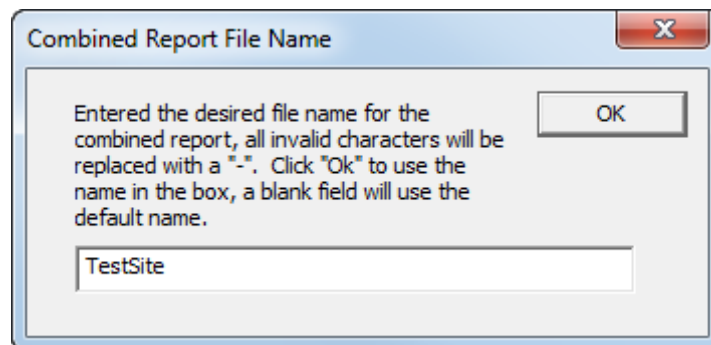 Combined Report File Name
Entered the desired file name for the
combined report, all invalid characters will be
replaced with a "-".  Click "Ok" to use the
name in the box, a blank field will use the
default name.
OK
TestSite